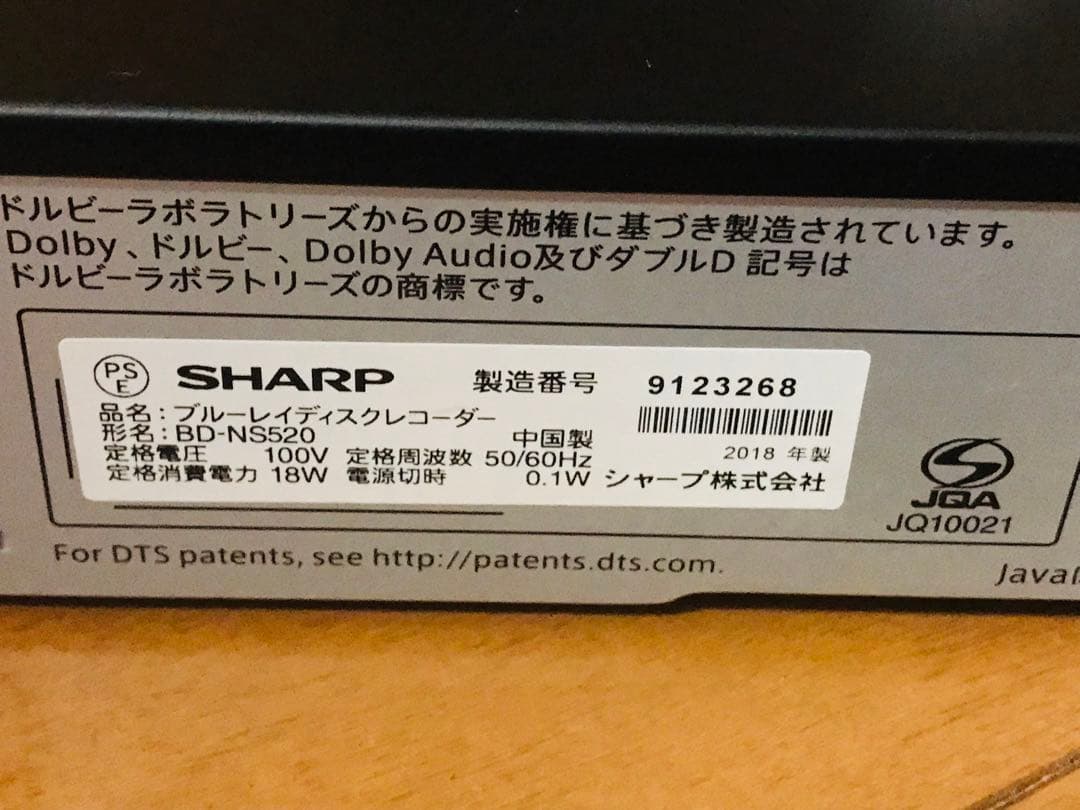 ドルビーラボラトリーズからの実施権に基づき製造されています。
Dolby、ドルビー、Dolby Audio及びダブルD 記号は
ドルビーラボラトリーズの商標です。
PS
E
SHARP 製造番号 9123268
品名：ブルーレイディスクレコーダー
形名：BD-NS520 中国製
定格電圧 100V 定格周波数 50/60Hz 2018 年製
定格消費電力 18W 電源切時 0.1W シャープ株式会社
JQA
JQ10021
For DTS patents, see http://patents.dts.com.